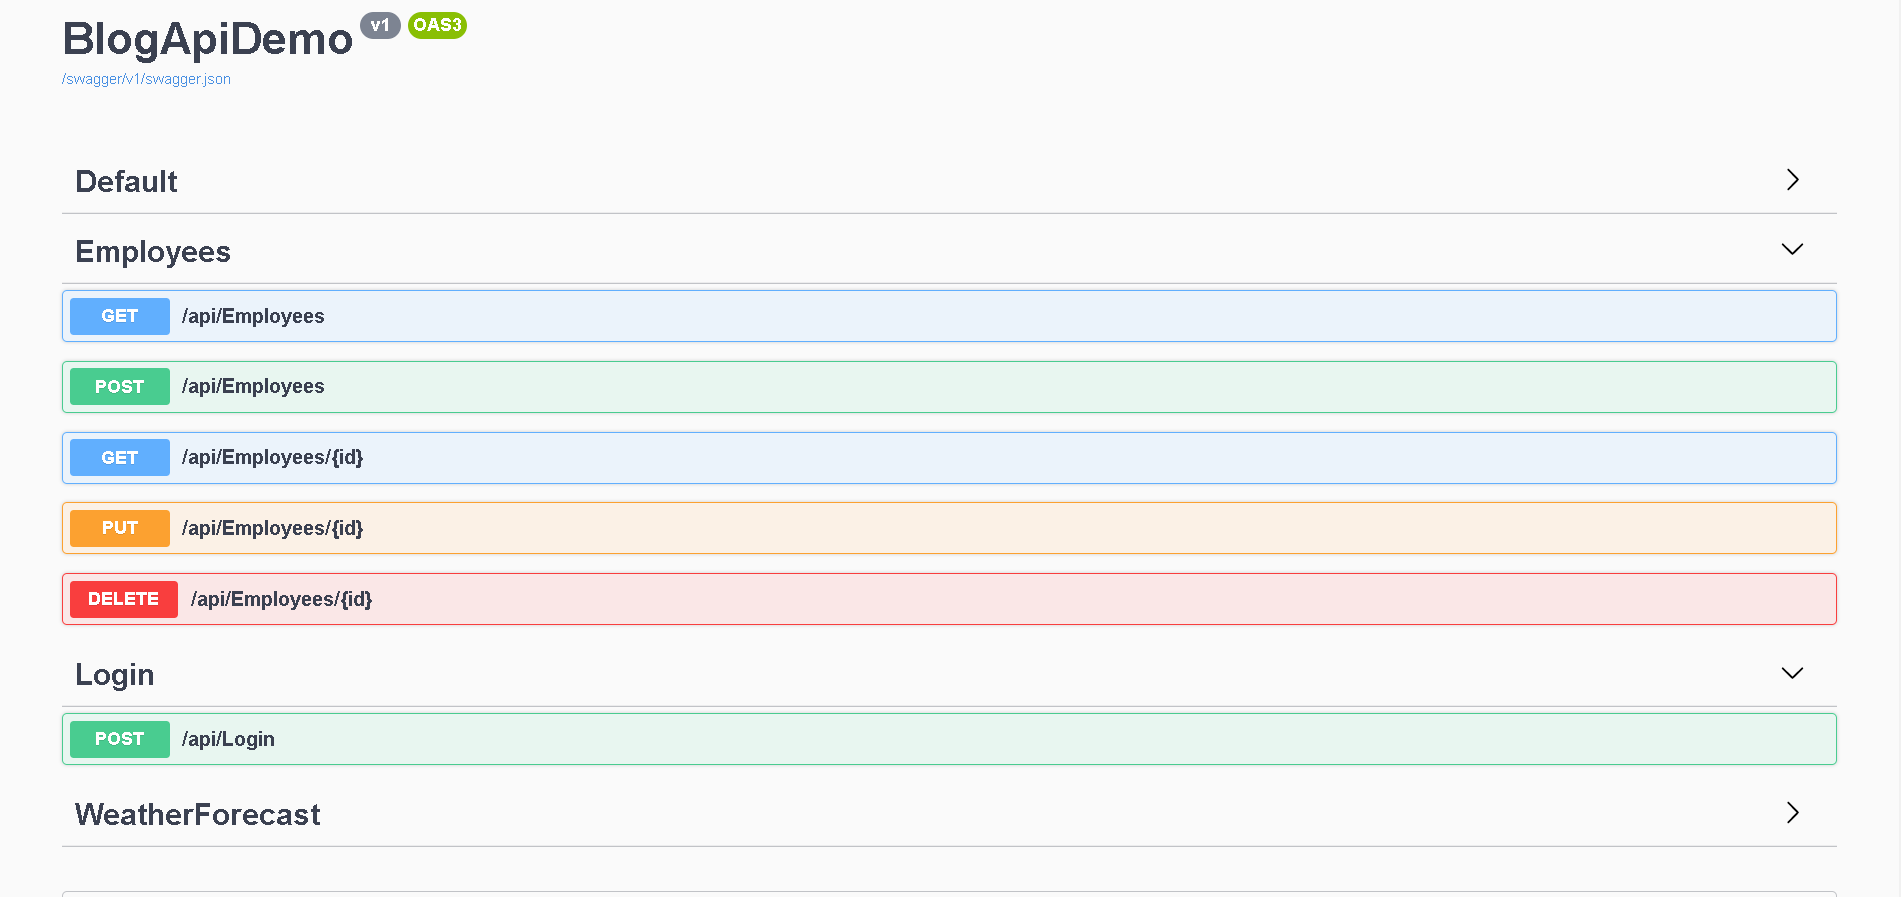 BlogApiDemo v1 OAS3
/swagger/v1/swagger.json
Default
Employees
GET /api/Employees
POST /api/Employees
GET /api/Employees/{id}
PUT /api/Employees/{id}
DELETE /api/Employees/{id}
Login
POST /api/Login
WeatherForecast